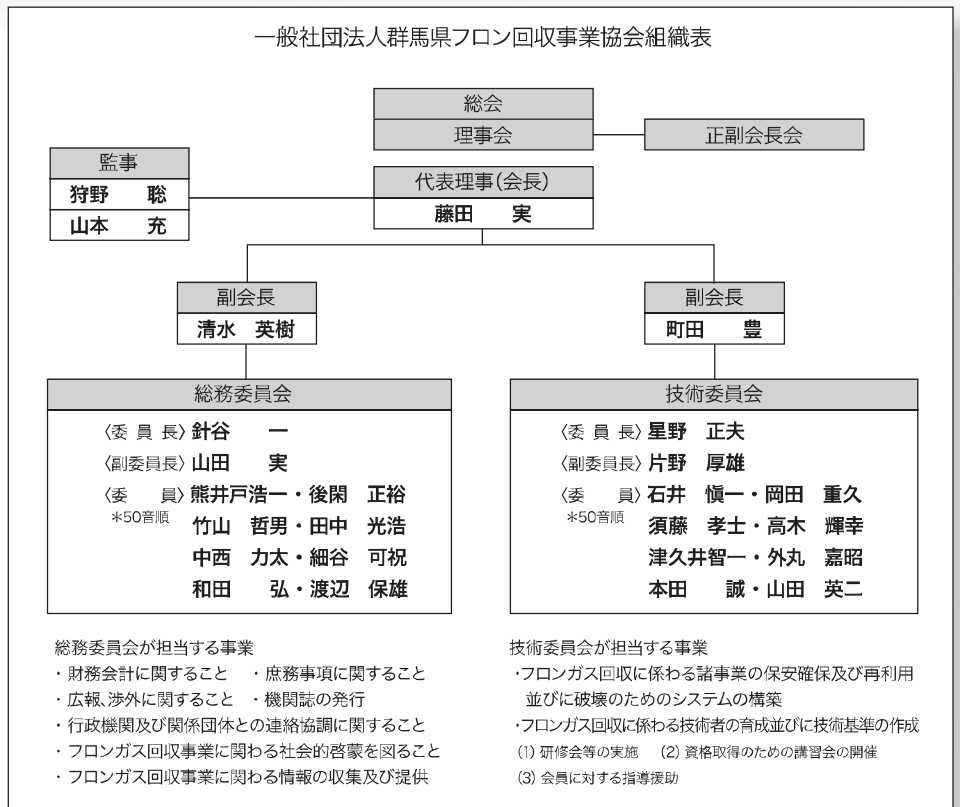 一般社団法人群馬県フロン回収事業協会組織表
総会
理事会
正副会長会
監事
狩野　聡
山本　充
代表理事(会長)
藤田　実
副会長
清水　英樹
副会長
町田　豊
総務委員会
〈委 員 長〉針谷　一
〈副委員長〉山田　実
〈委　　員〉熊井戸浩一・後閑　正裕
*50音順
竹山　哲男・田中　光浩
中西　力太・細谷　可祝
和田　弘・渡辺　保雄
技術委員会
〈委 員 長〉星野　正夫
〈副委員長〉片野　厚雄
〈委　　員〉石井　愼一・岡田　重久
*50音順
須藤　孝士・高木　輝幸
津久井智一・外丸　嘉昭
本田　誠・山田　英二
総務委員会が担当する事業
・財務会計に関すること　・庶務事項に関すること
・広報、渉外に関すること　・機関誌の発行
・行政機関及び関係団体との連絡協調に関すること
・フロンガス回収事業に関わる社会的啓蒙を図ること
・フロンガス回収事業に関わる情報の収集及び提供
技術委員会が担当する事業
・フロンガス回収に係わる諸事業の保安確保及び再利用
並びに破壊のためのシステムの構築
・フロンガス回収に係わる技術者の育成並びに技術基準の作成
(1) 研修会等の実施　(2) 資格取得のための講習会の開催
(3) 会員に対する指導援助